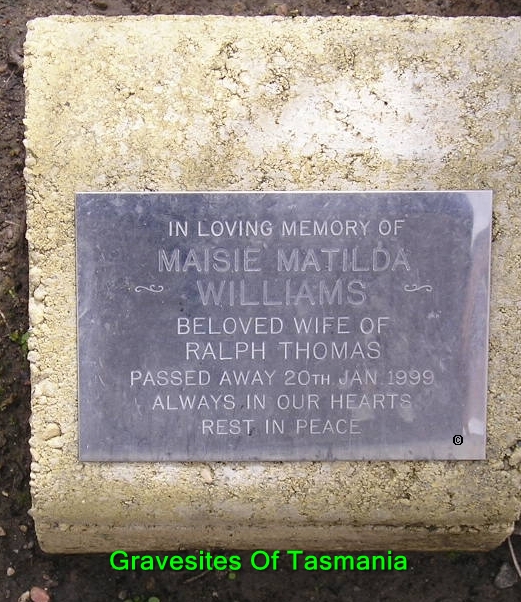 IN LOVING MEMORY OF
MAISIE MATILDA
WILLIAMS
BELOVED WIFE OF
RALPH THOMAS
PASSED AWAY 20TH JAN. 1999
ALWAYS IN OUR HEARTS
REST IN PEACE
©
Gravesites Of Tasmania